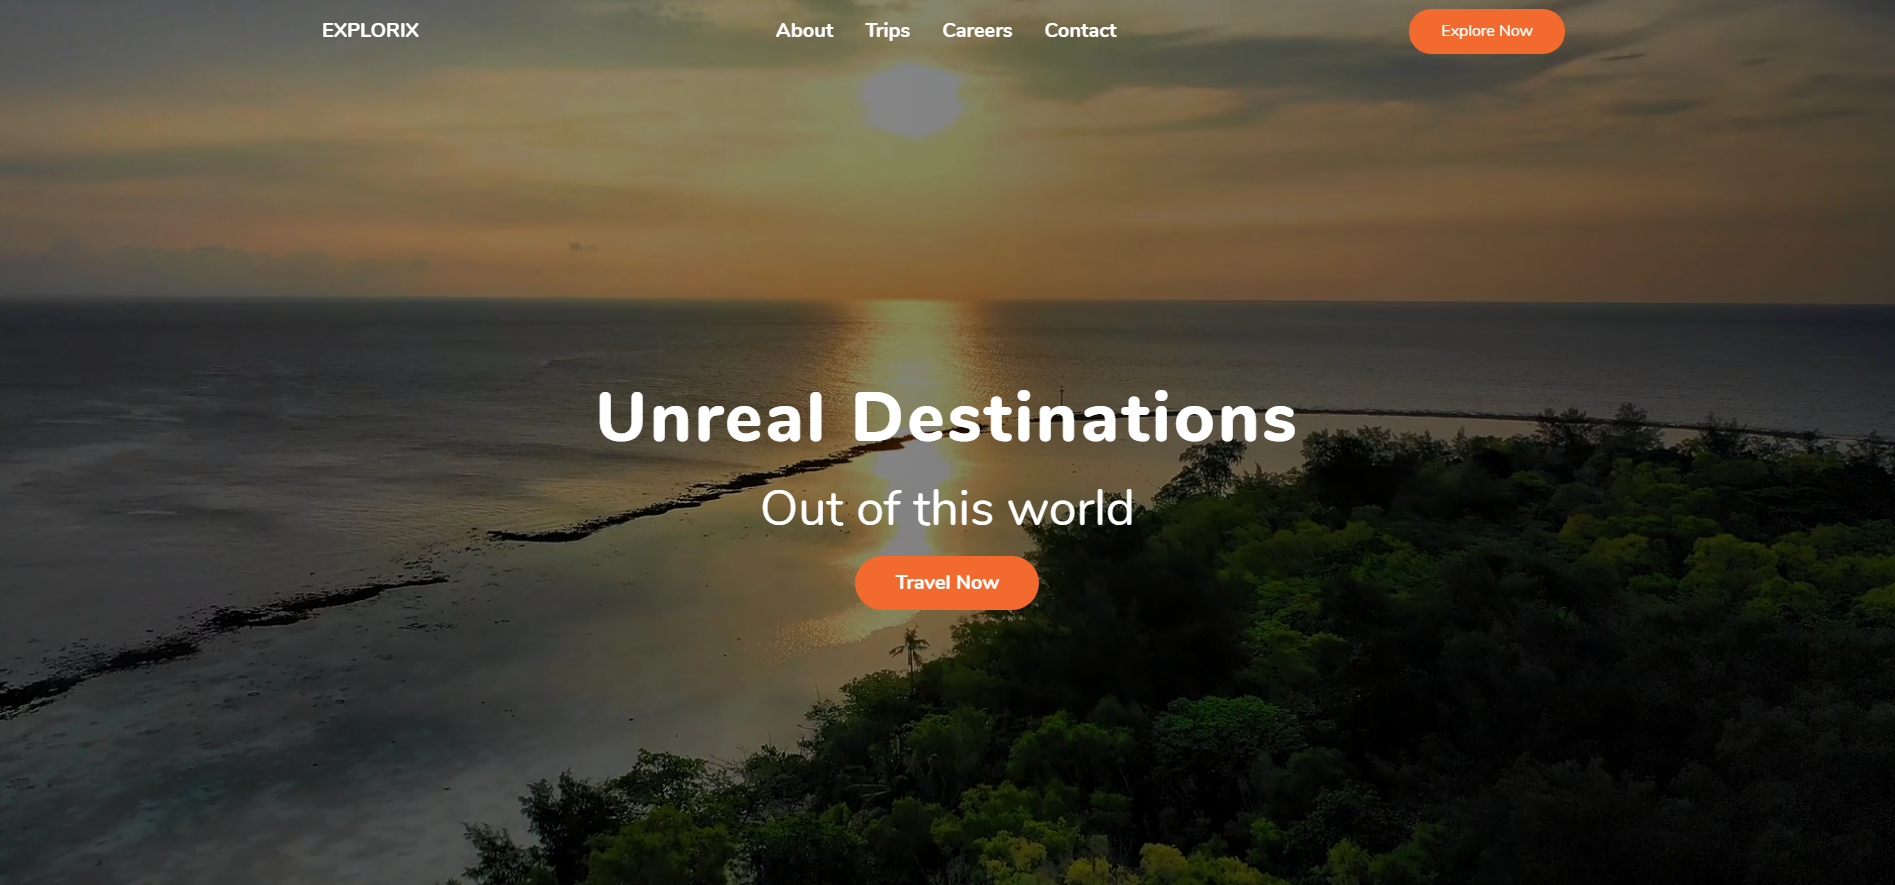 EXPLORIX
About Trips Careers Contact
Explore Now
Unreal Destinations
Out of this world
Travel Now